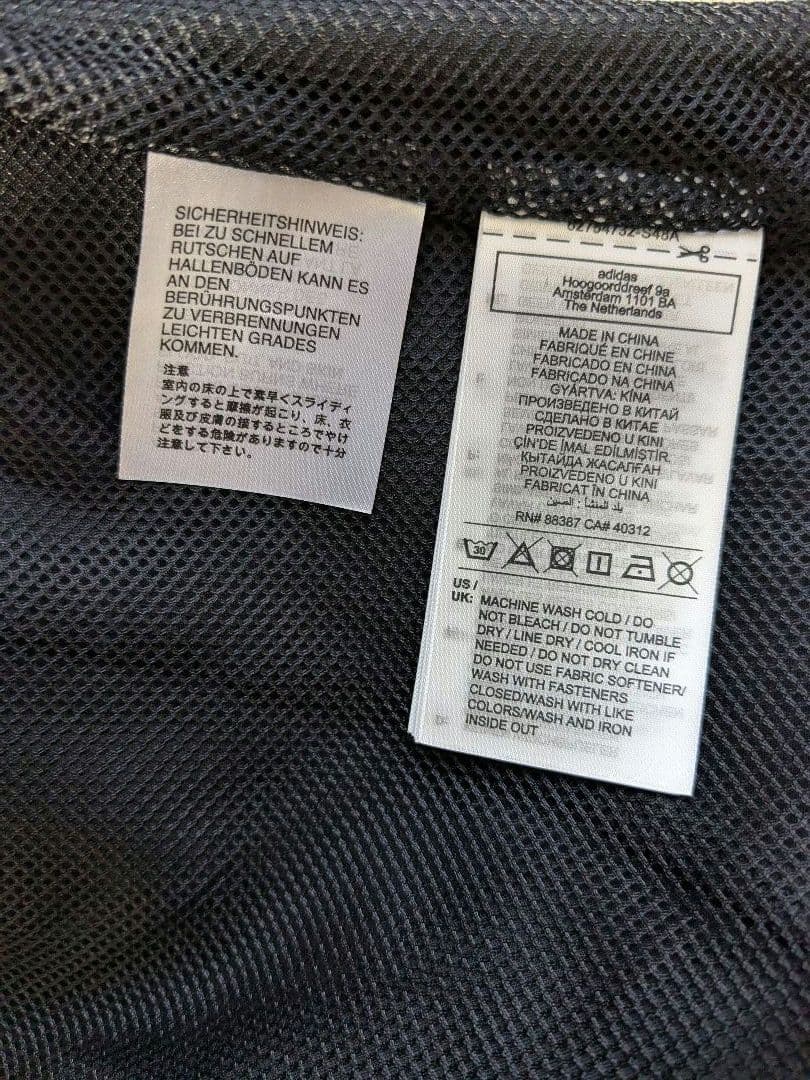 SICHERHEITSHINWEIS:
BEI ZU SCHNELLEM
RUTSCHEN AUF
HALLENBÖDEN KANN ES
AN DEN
BERÜHRUNGSPUNKTEN
ZU VERBRENNUNGEN
LEICHTEN GRADES
KOMMEN.
注意
室内の床の上で素早くスライディ
ングすると摩擦が起こり、床、衣
服及び皮膚の接するところでやけ
どをする危険がありますので十分
注意して下さい。
adidas
Hoogoorddreef 9a
Amsterdam 1101 BA
The Netherlands
MADE IN CHINA
FABRIQUÉ EN CHINE
FABRICADO EN CHINA
FABRICADO NA CHINA
GYÁRTVA: KÍNA
ПРОИЗВЕДЕНО В КИТАЙ
СДЕЛАНО В КИТАЕ
PROIZVEDENO U KINI
ÇİN'DE İMAL EDİLMİŞTİR
КЫТАЙДА ЖАСАЛҒАН
PROIZVEDENO U KINI
FABRICAT ÎN CHINA
بلد المنشأ : الصين
RN# 88387 CA# 40312
30
US /
UK: MACHINE WASH COLD / DO
NOT BLEACH / DO NOT TUMBLE
DRY / LINE DRY / COOL IRON IF
NEEDED / DO NOT DRY CLEAN
DO NOT USE FABRIC SOFTENER/
WASH WITH FASTENERS
CLOSED/WASH WITH LIKE
COLORS/WASH AND IRON
INSIDE OUT